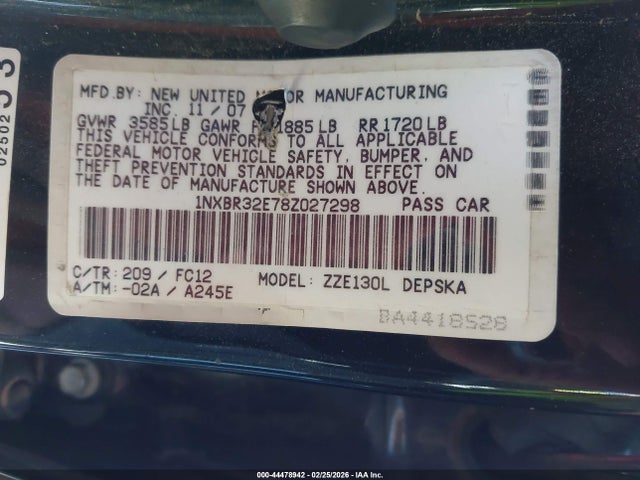 MFD.BY: NEW UNITED MOTOR MANUFACTURING
INC. 11/07
GVWR 3585LB GAWR 1885LB RR1720LB
THIS VEHICLE CONFORMS TO ALL APPLICABLE
FEDERAL MOTOR VEHICLE SAFETY, BUMPER, AND
THEFT PREVENTION STANDARDS IN EFFECT ON
THE DATE OF MANUFACTURE SHOWN ABOVE.
1NXBR32E78Z027298 PASS CAR
C/TR: 209/FC12 MODEL: ZZE130L DEPSKA
A/TM: -02A/A245E
BA4418528
02502533
000-44478942 - 02/25/2026 - IAA Inc.